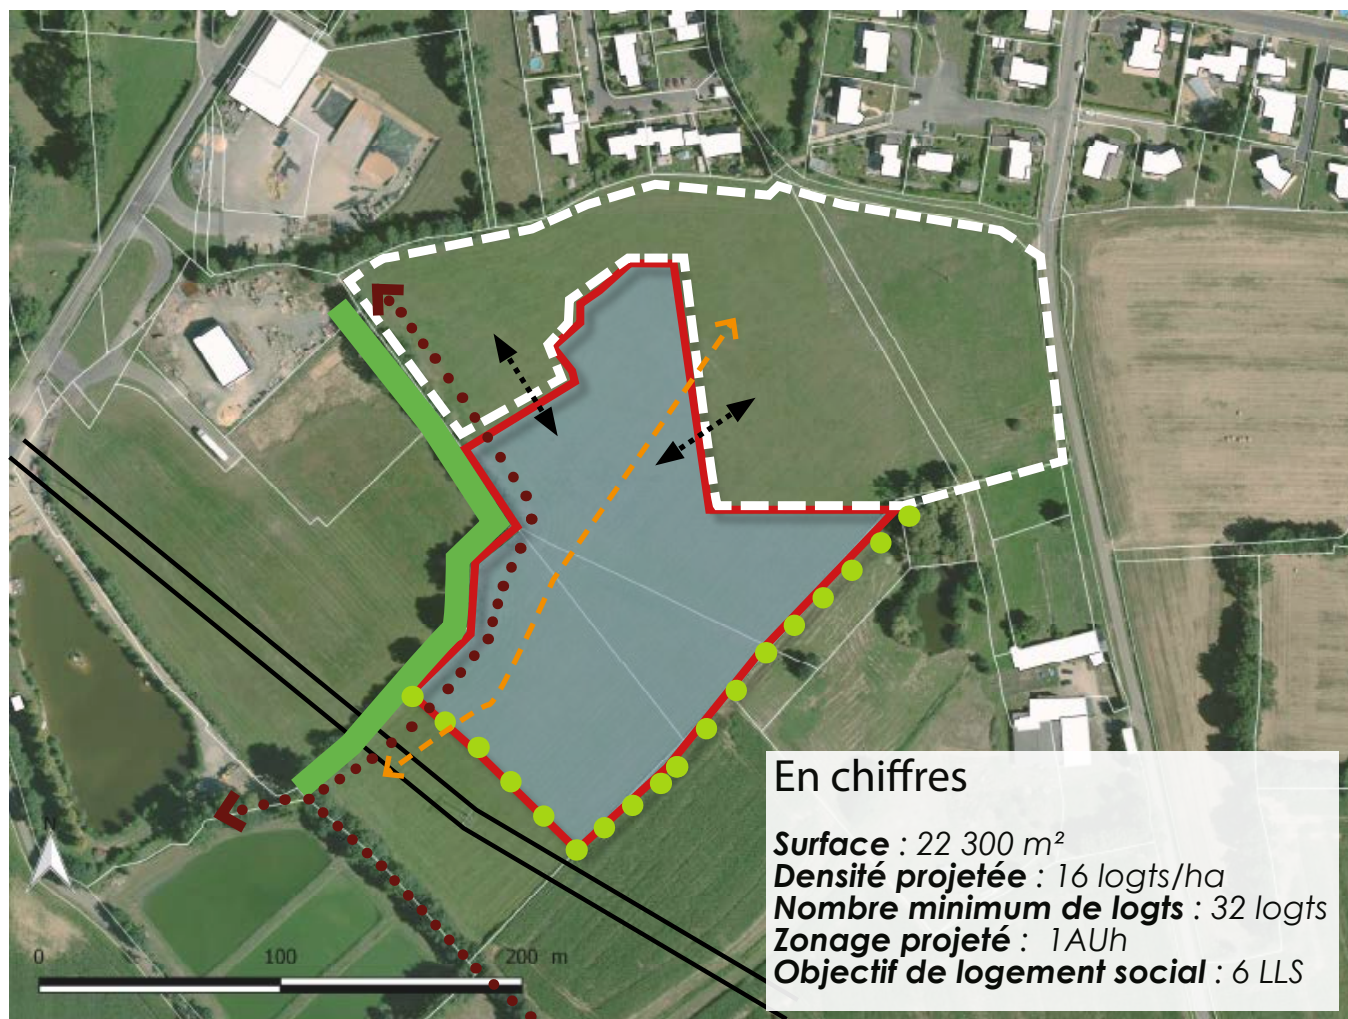 En chiffres
Surface : 22 300 m²
Densité projetée : 16 logts/ha
Nombre minimum de logts : 32 logts
Zonage projeté : 1AUh
Objectif de logement social : 6 LLS
N
0 100 200 m